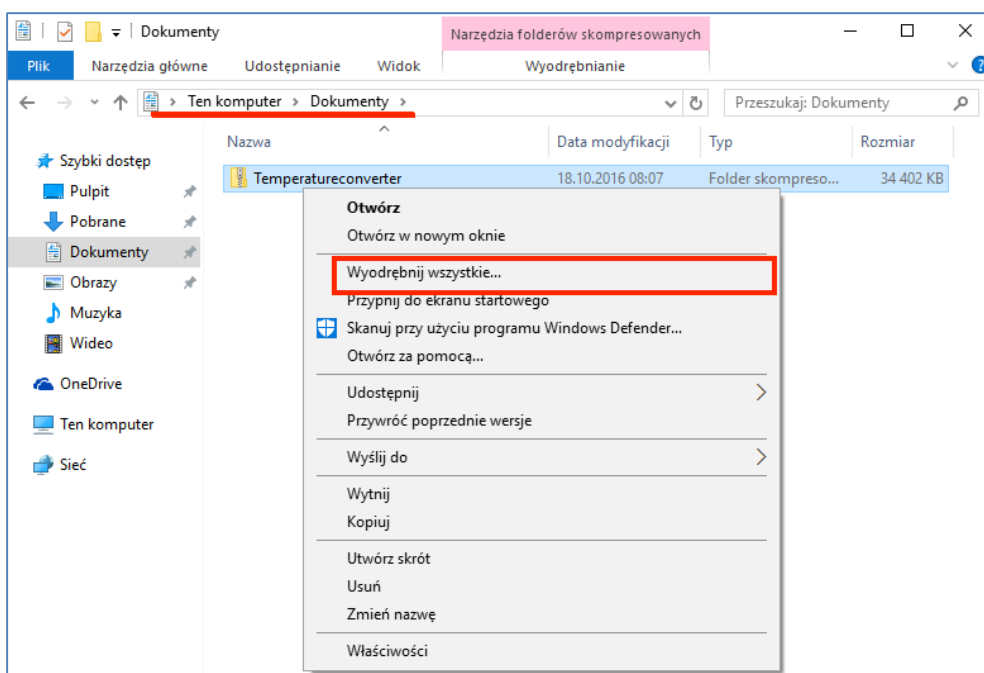 Dokumenty
Narzędzia folderów skompresowanych
Plik Narzędzia główne Udostępnianie Widok Wyodrębnianie
Ten komputer > Dokumenty >
Przeszukaj: Dokumenty
Nazwa Data modyfikacji Typ Rozmiar
Szybki dostęp
Pulpit
Pobrane
Dokumenty
Obrazy
Muzyka
Wideo
OneDrive
Ten komputer
Sieć
Temperatureconverter 18.10.2016 08:07 Folder skompreso... 34 402 KB
Otwórz
Otwórz w nowym oknie
Wyodrębnij wszystkie...
Przypnij do ekranu startowego
Skanuj przy użyciu programu Windows Defender...
Otwórz za pomocą...
Udostępnij
Przywróć poprzednie wersje
Wyślij do
Wytnij
Kopiuj
Utwórz skrót
Usuń
Zmień nazwę
Właściwości